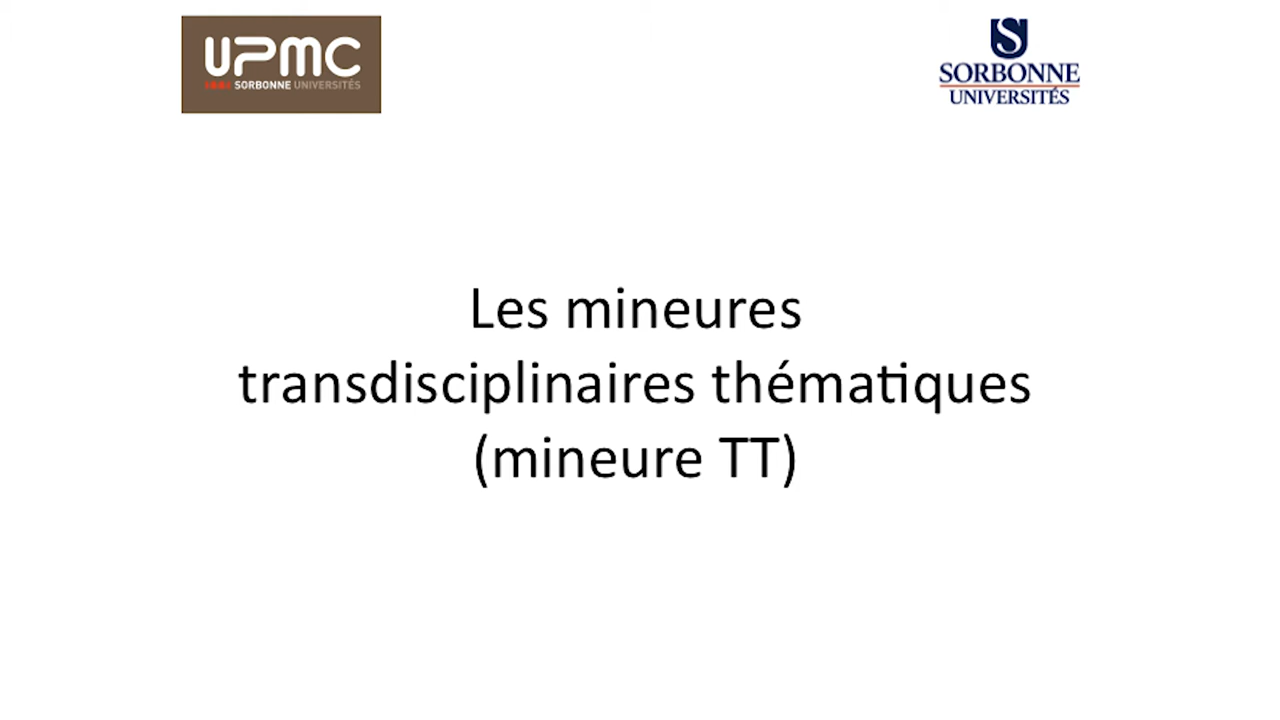 UPMC
SORBONNE UNIVERSITÉS
S
SORBONNE
UNIVERSITÉS
Les mineures
transdisciplinaires thématiques
(mineure TT)